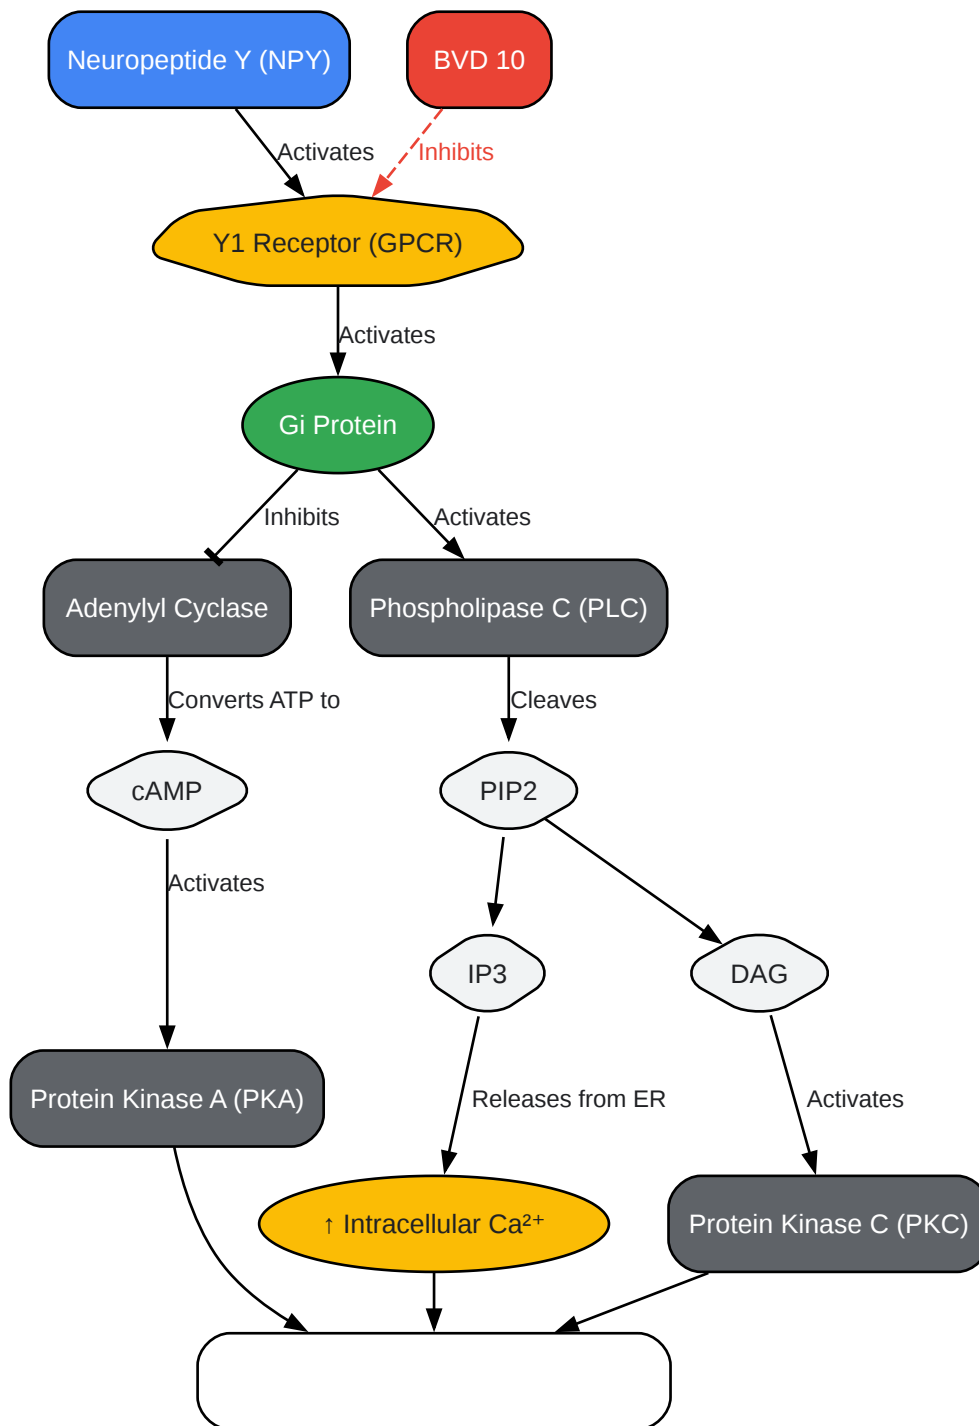 Neuropeptide Y (NPY)
BVD 10
Activates
Inhibits
Y1 Receptor (GPCR)
Activates
Gi Protein
Inhibits
Activates
Adenylyl Cyclase
Phospholipase C (PLC)
Converts ATP to
Cleaves
cAMP
PIP2
Activates
IP3
DAG
Protein Kinase A (PKA)
Releases from ER
Activates
↑ Intracellular Ca²⁺
Protein Kinase C (PKC)